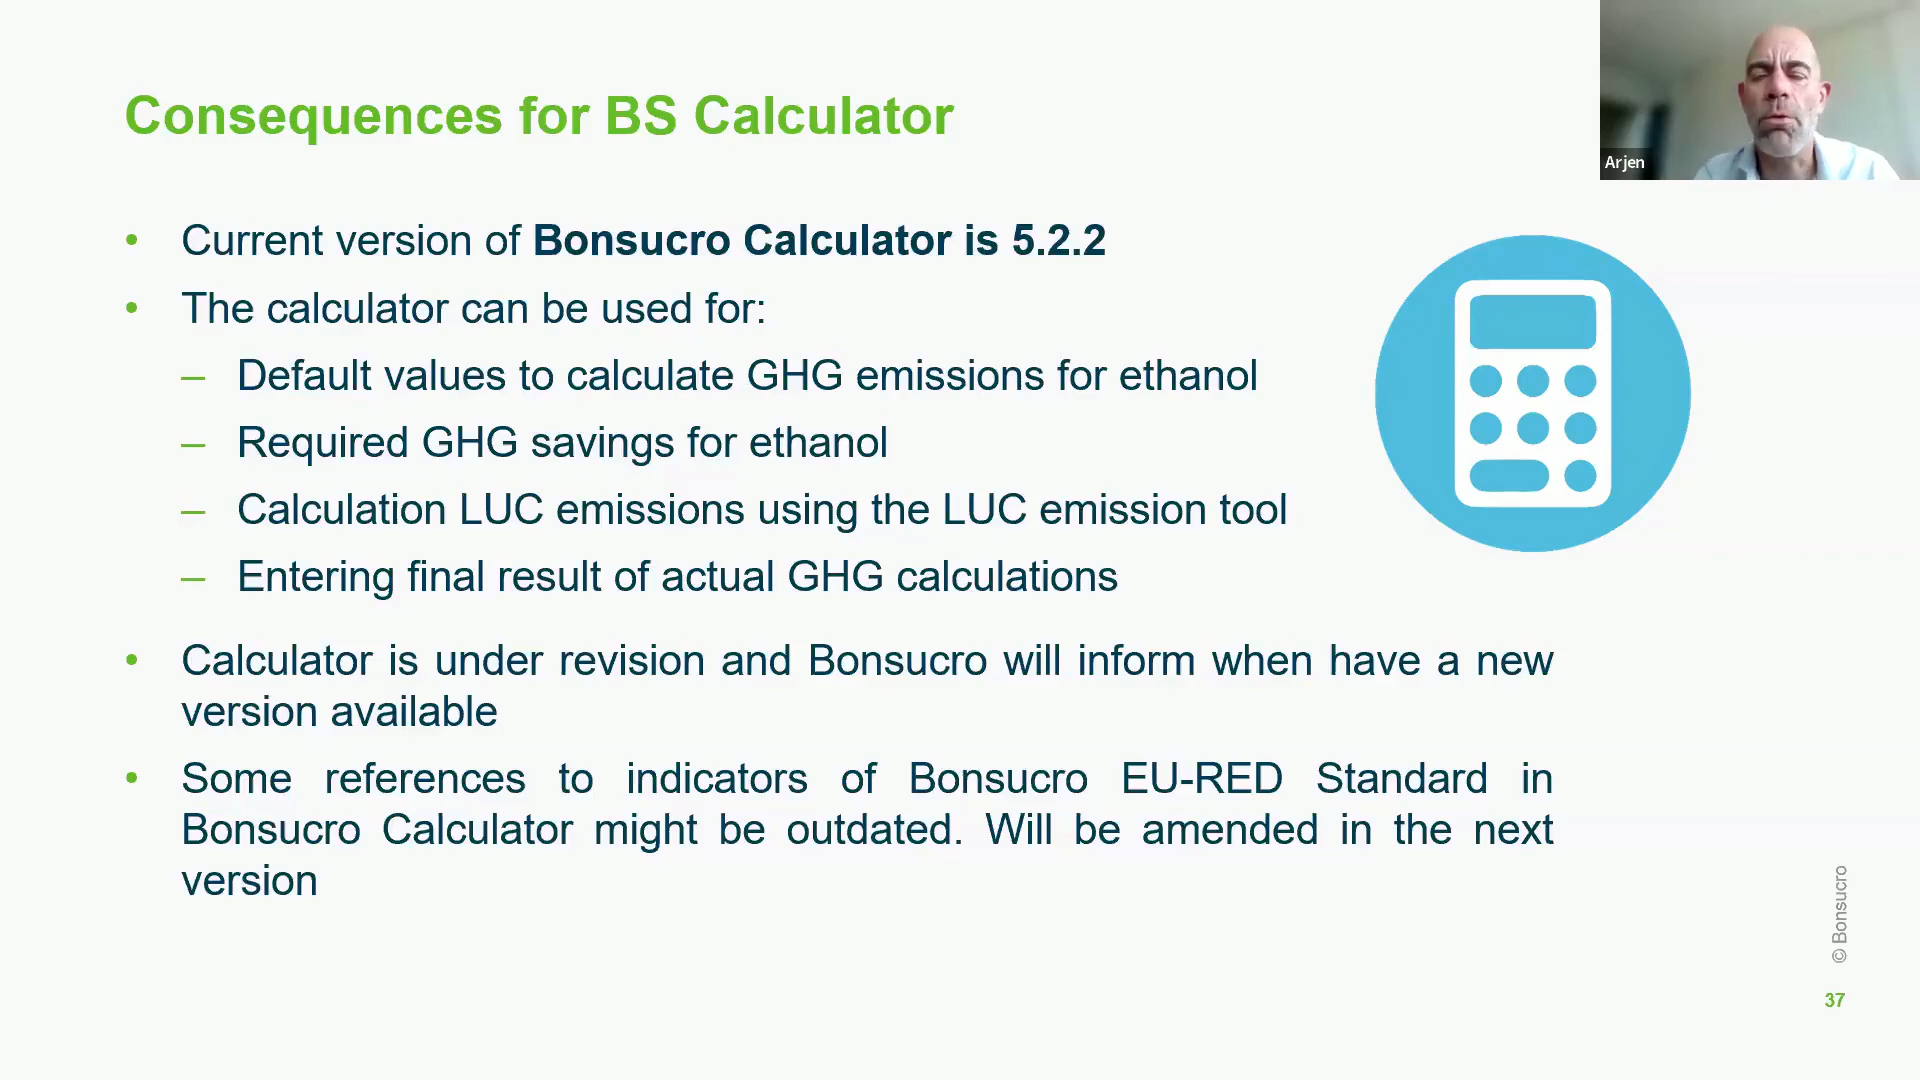 Consequences for BS Calculator
Arjen
• Current version of Bonsucro Calculator is 5.2.2
• The calculator can be used for:
– Default values to calculate GHG emissions for ethanol
– Required GHG savings for ethanol
– Calculation LUC emissions using the LUC emission tool
– Entering final result of actual GHG calculations
• Calculator is under revision and Bonsucro will inform when have a new
version available
• Some references to indicators of Bonsucro EU-RED Standard in
Bonsucro Calculator might be outdated. Will be amended in the next
version
© Bonsucro
37